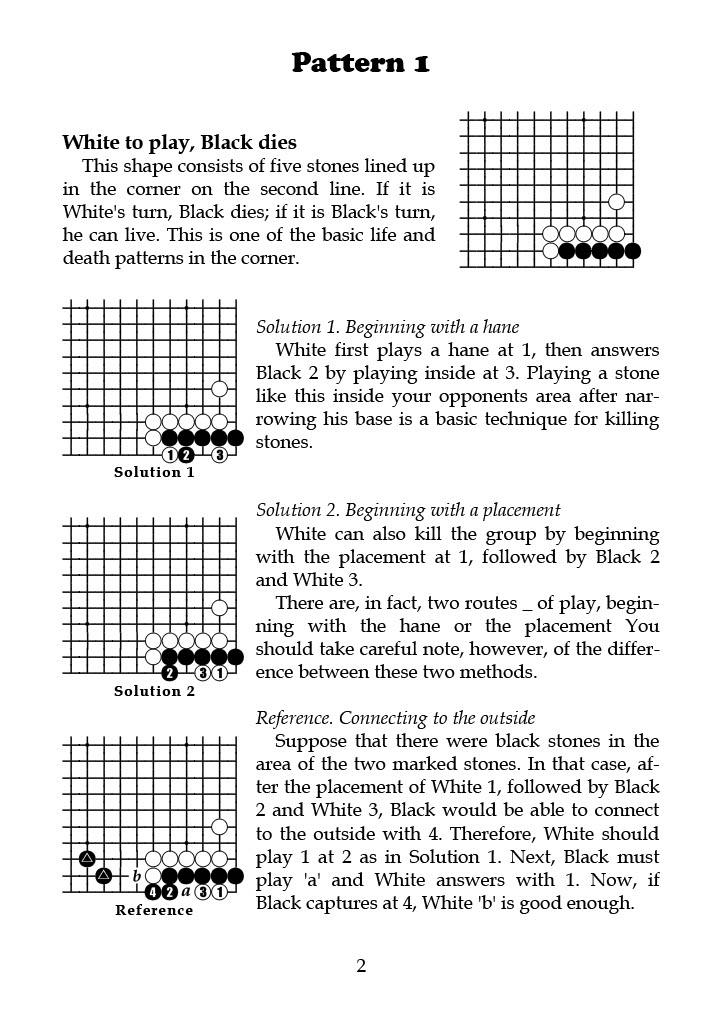 Pattern 1
White to play, Black dies
This shape consists of five stones lined up
in the corner on the second line. If it is
White's turn, Black dies; if it is Black's turn,
he can live. This is one of the basic life and
death patterns in the corner.
Solution 1. Beginning with a hane
White first plays a hane at 1, then answers
Black 2 by playing inside at 3. Playing a stone
like this inside your opponents area after nar-
rowing his base is a basic technique for killing
stones.
1 2 3
Solution 1
Solution 2. Beginning with a placement
White can also kill the group by beginning
with the placement at 1, followed by Black 2
and White 3.
There are, in fact, two routes _ of play, begin-
ning with the hane or the placement You
should take careful note, however, of the differ-
ence between these two methods.
2 3 1
Solution 2
Reference. Connecting to the outside
Suppose that there were black stones in the
area of the two marked stones. In that case, af-
ter the placement of White 1, followed by Black
2 and White 3, Black would be able to connect
to the outside with 4. Therefore, White should
play 1 at 2 as in Solution 1. Next, Black must
play 'a' and White answers with 1. Now, if
Black captures at 4, White 'b' is good enough.
b
4 2 a 3 1
Reference
2